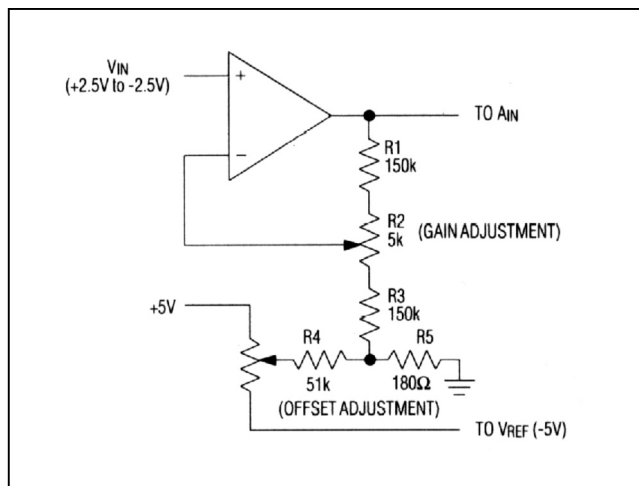 VIN
(+2.5V to -2.5V)
+
−
TO AIN
R1
150k
R2
5k
(GAIN ADJUSTMENT)
R3
150k
+5V
R4
R5
51k
180Ω
(OFFSET ADJUSTMENT)
TO VREF (-5V)